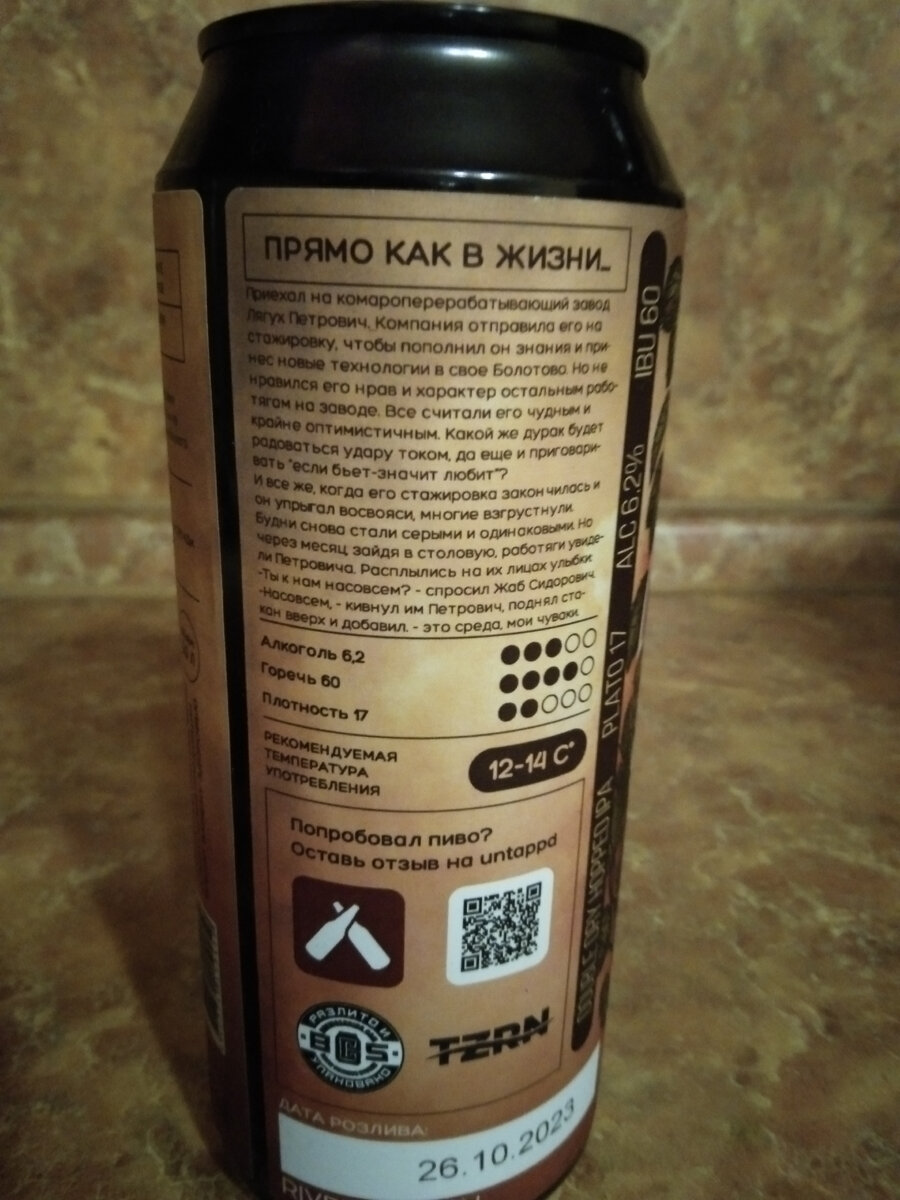 ПРЯМО КАК В ЖИЗНИ_
Приехал на комароперерабатывающий завод
Лягух Петрович. Компания отправила его на
стажировку, чтобы пополнил он знания и при-
нес новые технологии в свое Болотово. Но не
нравился его нрав и характер остальным рабо-
тягам на заводе. Все считали его чудным и
крайне оптимистичным. Какой же дурак будет
радоваться удару током, да еще и приговари-
вать "если бьет-значит любит"?
И все же, когда его стажировка закончилась и
он упрыгал восвояси, многие взгрустнули.
Будни снова стали серыми и одинаковыми. Но
через месяц, зайдя в столовую, работяги увиде-
ли Петровича. Расплылись на их лицах улыбки:
-Ты к нам насовсем? - спросил Жаб Сидорович.
-Насовсем, - кивнул им Петрович, поднял ста-
кан вверх и добавил. - это среда, мои чуваки.
Алкоголь 6,2
Горечь 60
Плотность 17
РЕКОМЕНДУЕМАЯ
ТЕМПЕРАТУРА
УПОТРЕБЛЕНИЯ
12-14 C°
Попробовал пиво?
Оставь отзыв на untappd
РАЗЛИТО И
BCS
УПАКОВАНО
TZRN
ДАТА РОЗЛИВА:
26.10.2023
DOUBLE DRY HOPPED IPA PLATO 17 ALC 6,2% IBU 60